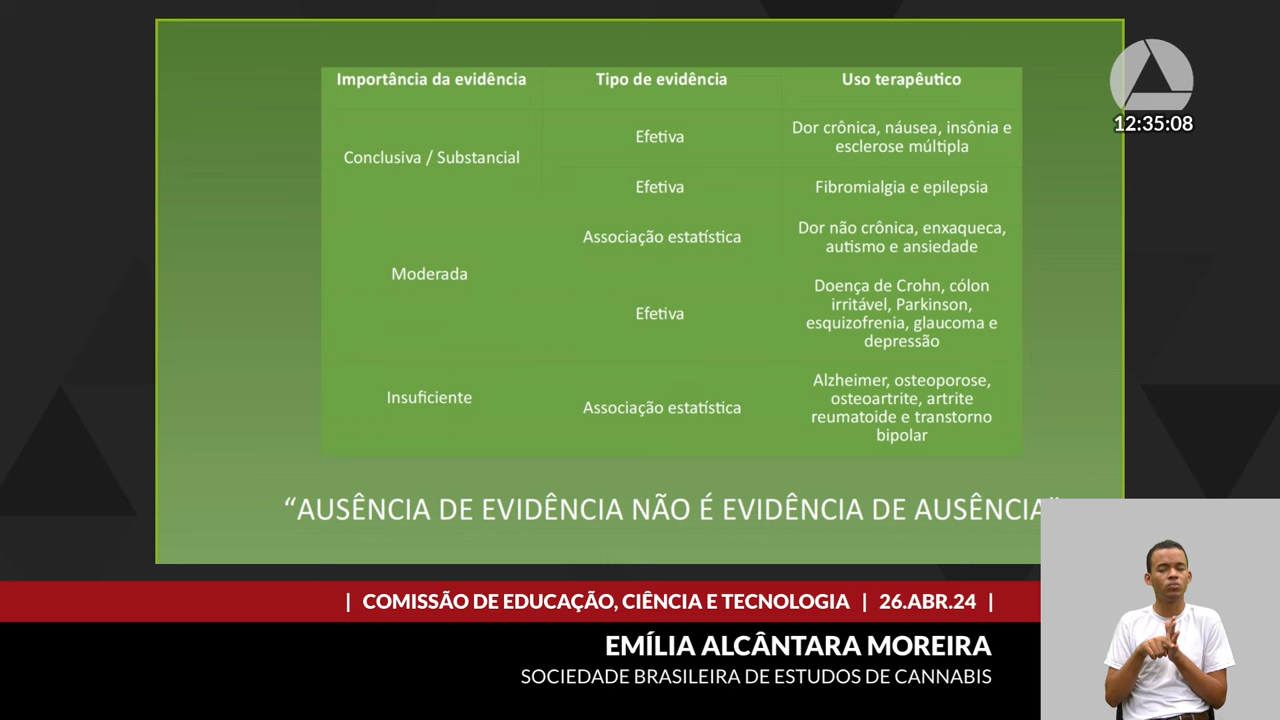 Importância da evidência Tipo de evidência Uso terapêutico
12:35:08
Conclusiva / Substancial
Efetiva
Dor crônica, náusea, insônia e
esclerose múltipla
Efetiva
Fibromialgia e epilepsia
Moderada
Associação estatística
Dor não crônica, enxaqueca,
autismo e ansiedade
Efetiva
Doença de Crohn, cólon
irritável, Parkinson,
esquizofrenia, glaucoma e
depressão
Insuficiente
Associação estatística
Alzheimer, osteoporose,
osteoartrite, artrite
reumatoide e transtorno
bipolar
“AUSÊNCIA DE EVIDÊNCIA NÃO É EVIDÊNCIA DE AUSÊNCIA”
| COMISSÃO DE EDUCAÇÃO, CIÊNCIA E TECNOLOGIA | 26.ABR.24 |
EMÍLIA ALCÂNTARA MOREIRA
SOCIEDADE BRASILEIRA DE ESTUDOS DE CANNABIS